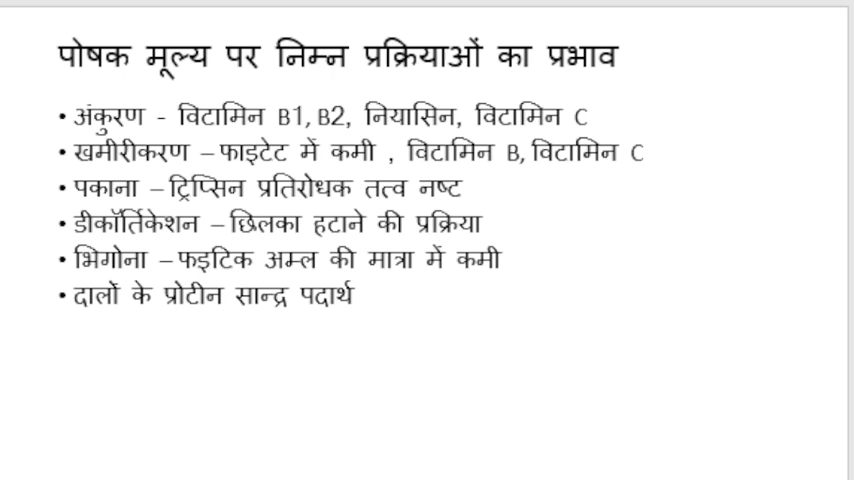 पोषक मूल्य पर निम्न प्रक्रियाओं का प्रभाव
• अंकुरण - विटामिन B1, B2, नियासिन, विटामिन C
• खमीरीकरण – फाइटेट में कमी , विटामिन B, विटामिन C
• पकाना – ट्रिप्सिन प्रतिरोधक तत्व नष्ट
• डीकॉर्तिकेशन – छिलका हटाने की प्रक्रिया
• भिगोना – फइटिक अम्ल की मात्रा में कमी
• दालों के प्रोटीन सान्द्र पदार्थ